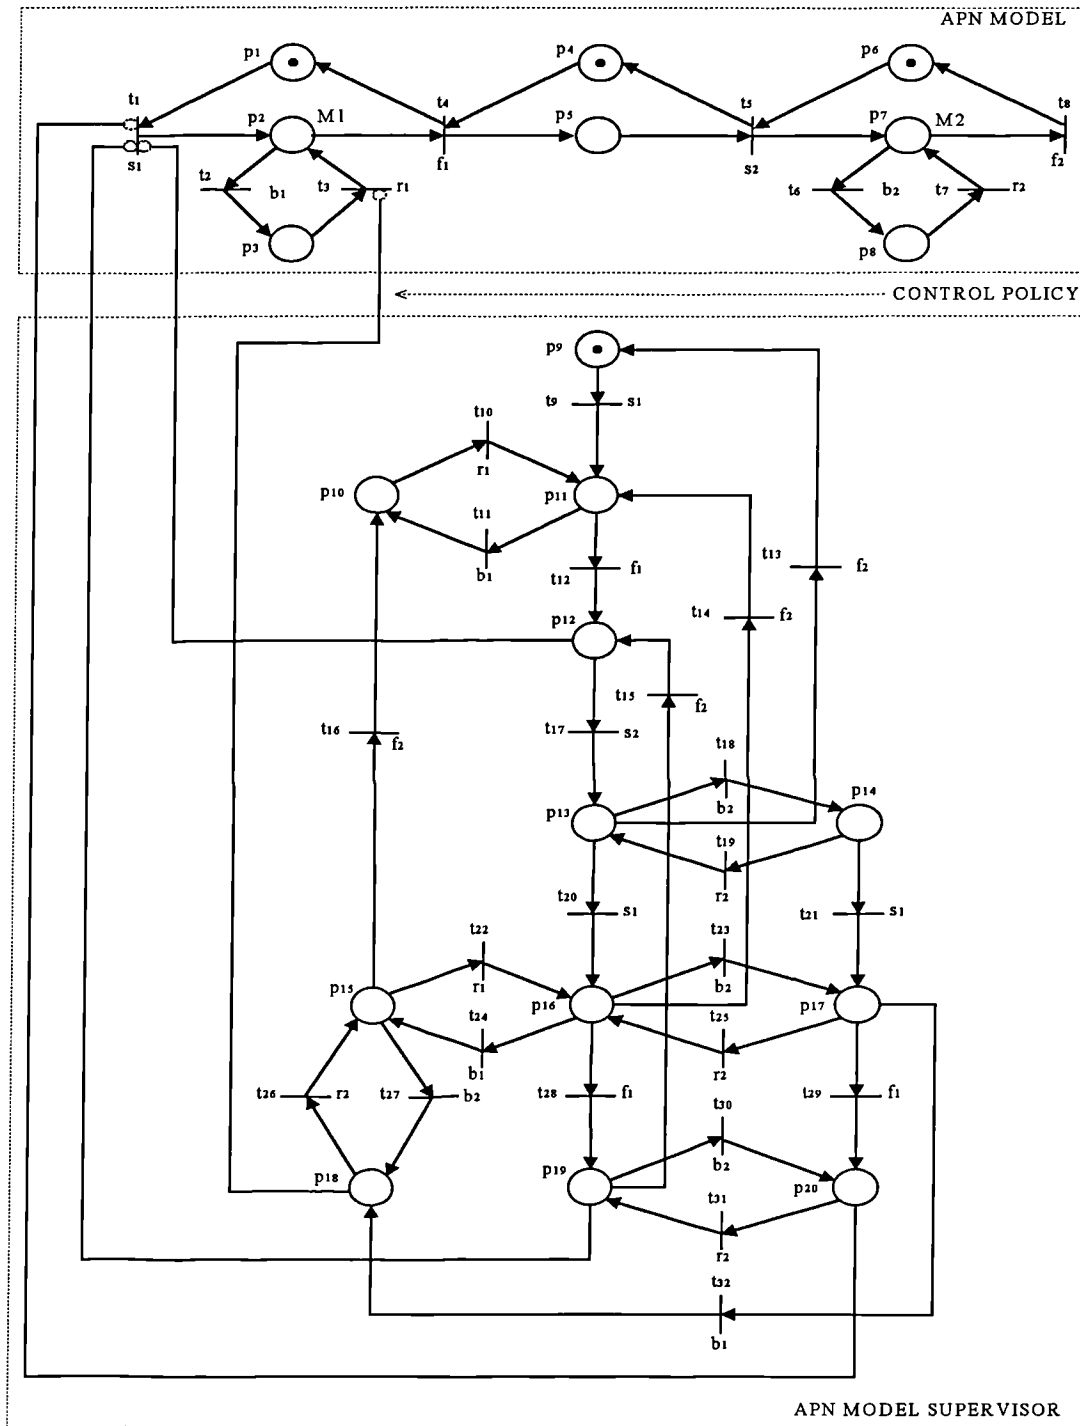 APN MODEL
p1
p4
p6
t1
t4
t5
t8
p2
M1
p5
p7
M2
s1
f1
s2
f2
t2
b1
t3
r1
t6
b2
t7
r2
p3
p8
CONTROL POLICY
p9
t9
s1
t10
r1
p10
p11
t11
b1
t12
f1
t13
f2
t14
f2
p12
t15
f2
t16
f2
t17
s2
t18
b2
p13
p14
t19
r2
t20
s1
t21
s1
t22
r1
t23
b2
p15
p16
p17
t24
b1
t25
r2
t26
r2
t27
b2
t28
f1
t29
f1
t30
b2
p18
p19
p20
t31
r2
t32
b1
APN MODEL SUPERVISOR